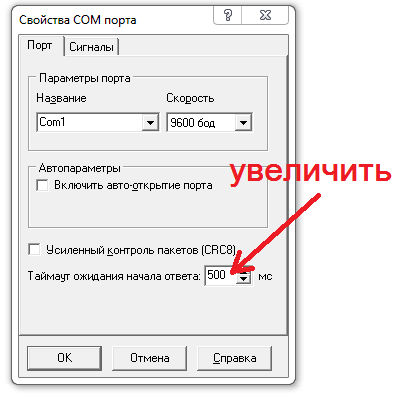 Свойства COM порта
Порт
Сигналы
Параметры порта
Название
Скорость
Com1
9600 бод
Автопараметры
Включить авто-открытие порта
увеличить
Усиленный контроль пакетов (CRC8)
Таймаут ожидания начала ответа: 500 мс
OK
Отмена
Справка